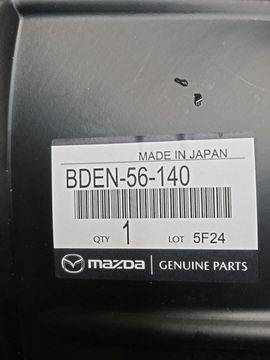 MADE IN JAPAN
BDEN-56-140
QTY 1 LOT 5F24
mazda GENUINE PARTS